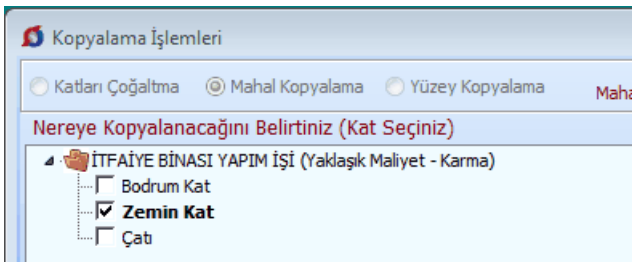 Kopyalama İşlemleri
Katları Çoğaltma Mahal Kopyalama Yüzey Kopyalama
Nereye Kopyalanacağını Belirtiniz (Kat Seçiniz)
İTFAİYE BİNASI YAPIM İŞİ (Yaklaşık Maliyet - Karma)
Bodrum Kat
Zemin Kat
Çatı